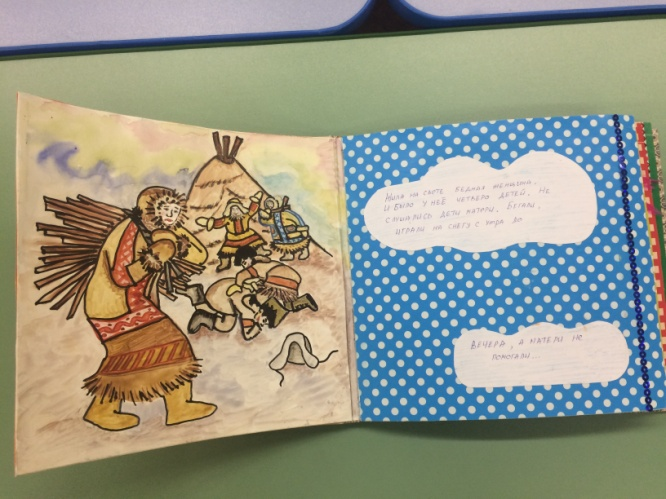 Жила на свете бедная женщина.
И было у неё четверо детей. Не
слушались дети матери. Бегали,
играли на снегу с утра до
ВЕЧЕРА, А МАТЕРИ НЕ
ПОМОГАЛИ...